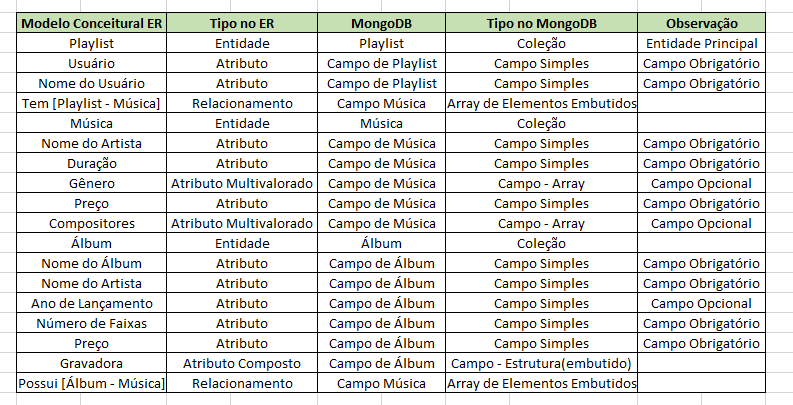 Modelo Conceitural ER Tipo no ER MongoDB Tipo no MongoDB Observação
Playlist Entidade Playlist Coleção Entidade Principal
Usuário Atributo Campo de Playlist Campo Simples Campo Obrigatório
Nome do Usuário Atributo Campo de Playlist Campo Simples Campo Obrigatório
Tem [Playlist - Música] Relacionamento Campo Música Array de Elementos Embutidos
Música Entidade Música Coleção
Nome do Artista Atributo Campo de Música Campo Simples Campo Obrigatório
Duração Atributo Campo de Música Campo Simples Campo Obrigatório
Gênero Atributo Multivalorado Campo de Música Campo - Array Campo Opcional
Preço Atributo Campo de Música Campo Simples Campo Obrigatório
Compositores Atributo Multivalorado Campo de Música Campo - Array Campo Opcional
Álbum Entidade Álbum Coleção
Nome do Álbum Atributo Campo de Álbum Campo Simples Campo Obrigatório
Nome do Artista Atributo Campo de Álbum Campo Simples Campo Obrigatório
Ano de Lançamento Atributo Campo de Álbum Campo Simples Campo Opcional
Número de Faixas Atributo Campo de Álbum Campo Simples Campo Obrigatório
Preço Atributo Campo de Álbum Campo Simples Campo Obrigatório
Gravadora Atributo Composto Campo de Álbum Campo - Estrutura(embutido)
Possui [Álbum - Música] Relacionamento Campo Música Array de Elementos Embutidos